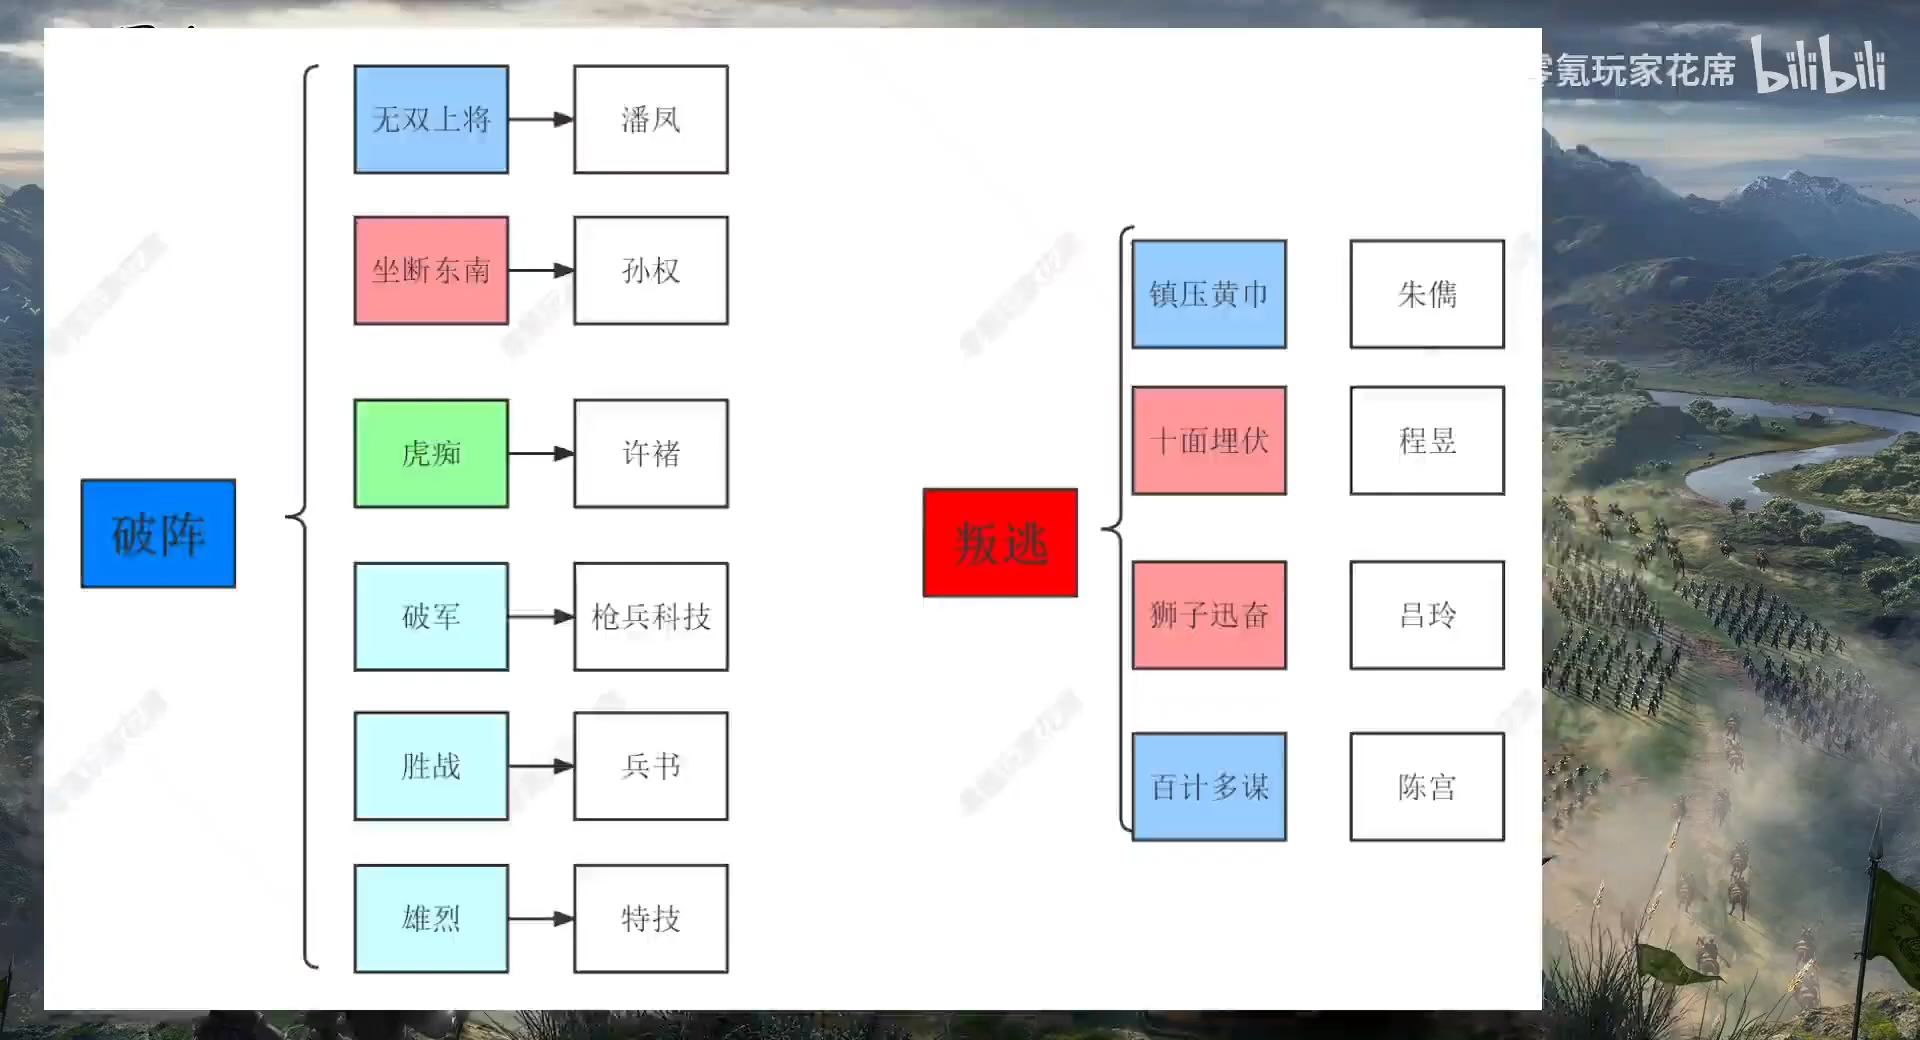 零氪玩家花席 bilibili
破阵
无双上将
潘凤
坐断东南
孙权
虎痴
许褚
破军
枪兵科技
胜战
兵书
雄烈
特技
叛逃
镇压黄巾
朱儁
十面埋伏
程昱
狮子迅奋
吕玲
百计多谋
陈宫